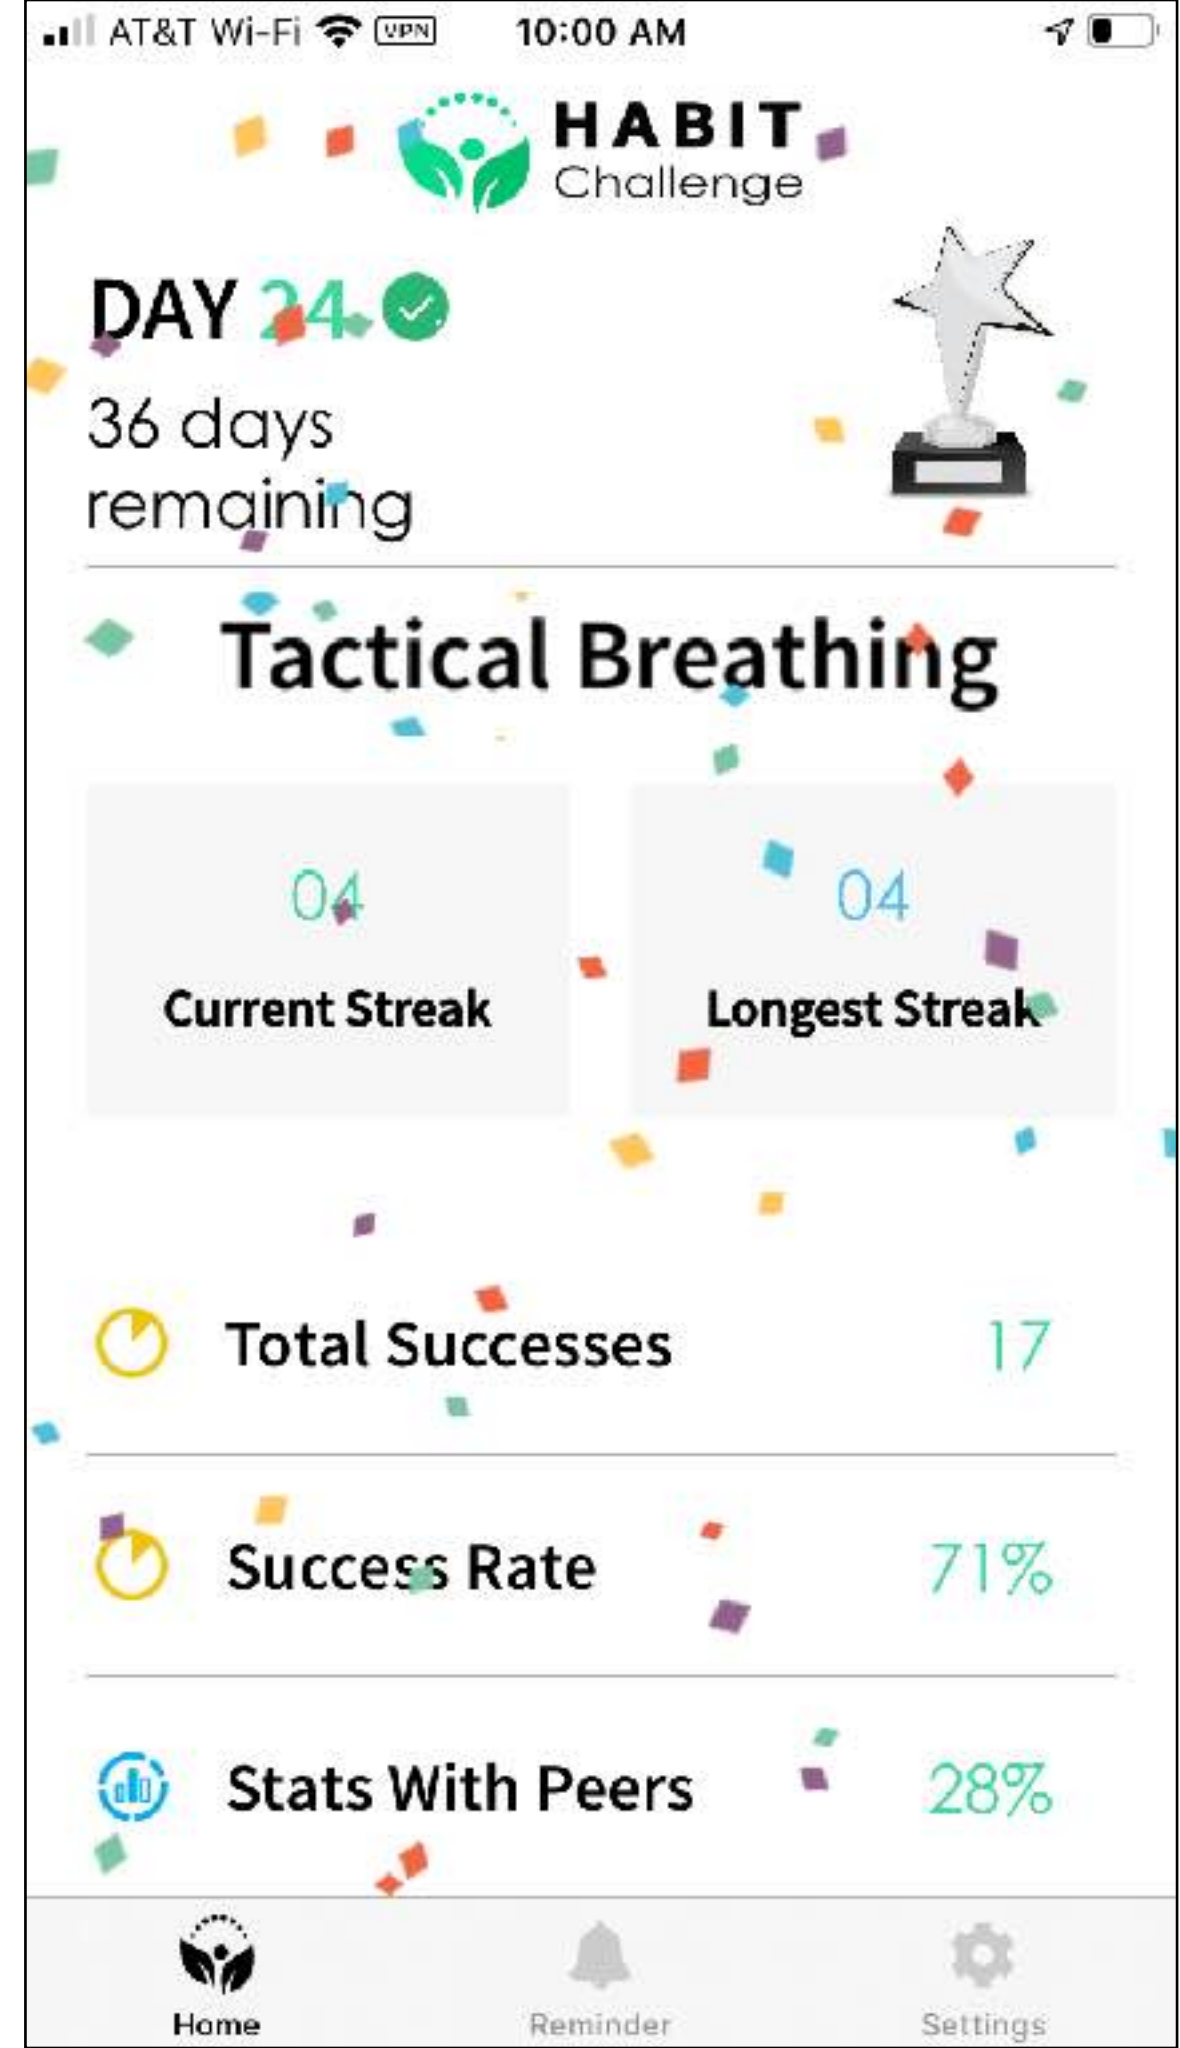 AT&T Wi-Fi VPN 10:00 AM
HABIT
Challenge
DAY 24
36 days
remaining
Tactical Breathing
04
Current Streak
04
Longest Streak
Total Successes 17
Success Rate 71%
Stats With Peers 28%
Home Reminder Settings